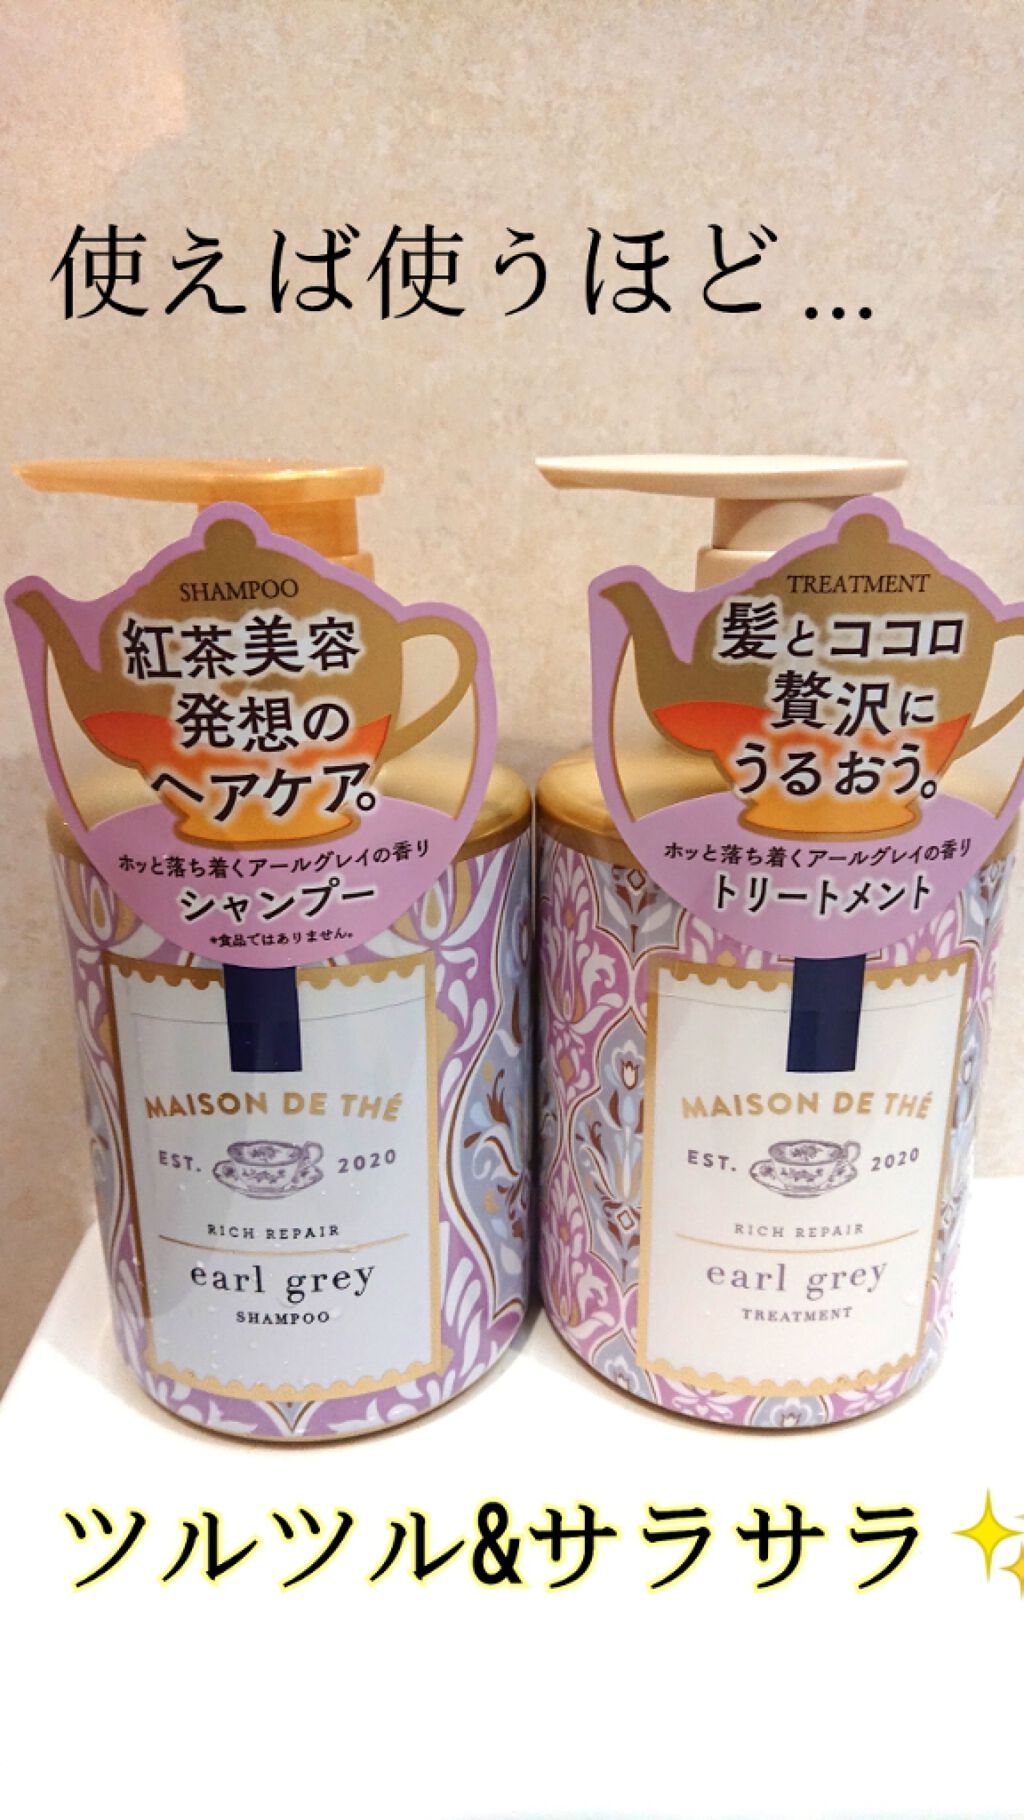 使えば使うほど...
SHAMPOO
紅茶美容
発想の
ヘアケア。
ホッと落ち着くアールグレイの香り
シャンプー
*食品ではありません。
MAISON DE THÉ
EST. 2020
RICH REPAIR
earl grey
SHAMPOO
TREATMENT
髪とココロ
贅沢に
うるおう。
ホッと落ち着くアールグレイの香り
トリートメント
MAISON DE THÉ
EST. 2020
RICH REPAIR
earl grey
TREATMENT
ツルツル&サラサラ✨